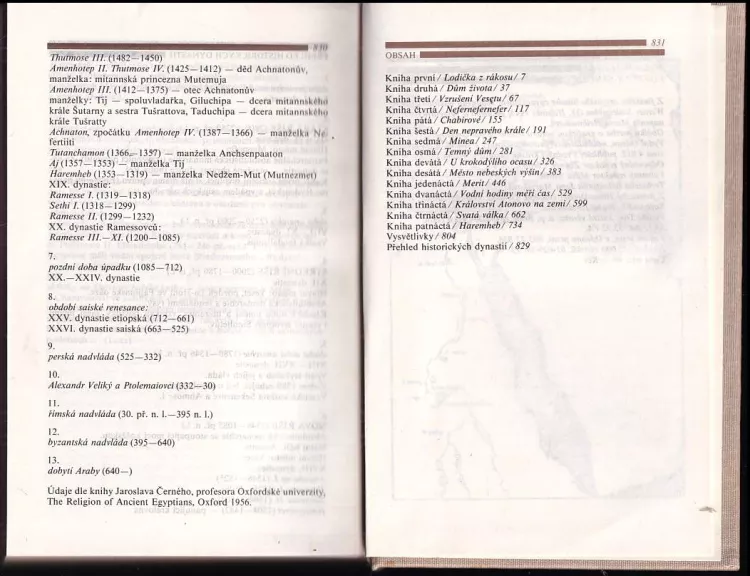 830
Thutmose III. (1482—1450)
Amenhotep II. Thutmose IV. (1425—1412) — děd Achnatonův,
manželka: mitannská princezna Mutemuja
Amenhotep III. (1412—1375) — otec Achnatonův
manželky: Tij — spoluvladařka, Giluchipa — dcera mitannského
krále Šutarny a sestra Tušrattova, Taduchipa — dcera mitannského
krále Tušratty
Achnaton, zpočátku Amenhotep IV. (1387—1366) — manželka Ne
fertiiti
Tutanchamon (1366—1357) — manželka Anchsenpaaton
Aj (1357—1353) — manželka Tij
Haremheb (1353—1319) — manželka Nedžem-Mut (Mutnezmet)
XIX. dynastie:
Ramesse I. (1319—1318)
Sethi I. (1318—1299)
Ramesse II. (1299—1232)
XX. dynastie Ramessovců:
Ramesse III.—XI. (1200—1085)
7.
pozdní doba úpadku (1085—712)
XX.—XXIV. dynastie
8.
období saiské renesance:
XXV. dynastie etiopská (712—661)
XXVI. dynastie saiská (663—525)
9.
perská nadvláda (525—332)
10.
Alexandr Veliký a Ptolemaiovci (332—30)
11.
římská nadvláda (30. př. n. l.—395 n. l.)
12.
byzantská nadvláda (395—640)
13.
dobytí Araby (640—)
Údaje dle knihy Jaroslava Černého, profesora Oxfordské univerzity,
The Religion of Ancient Egyptians, Oxford 1956.
831
OBSAH
Kniha první / Lodička z rákosu / 7
Kniha druhá / Dům života / 37
Kniha třetí / Vzrušení Vesetu / 67
Kniha čtvrtá / Nefernefernefer / 117
Kniha pátá / Chabirové / 155
Kniha šestá / Den nepravého krále / 191
Kniha sedmá / Minea / 247
Kniha osmá / Temný dům / 281
Kniha devátá / U krokodýlího ocasu / 326
Kniha desátá / Město nebeských výšin / 383
Kniha jedenáctá / Merit / 446
Kniha dvanáctá / Vodní hodiny měří čas / 529
Kniha třináctá / Království Atonovo na zemi / 599
Kniha čtrnáctá / Svatá válka / 662
Kniha patnáctá / Haremheb / 734
Vysvětlivky / 804
Přehled historických dynastií / 829